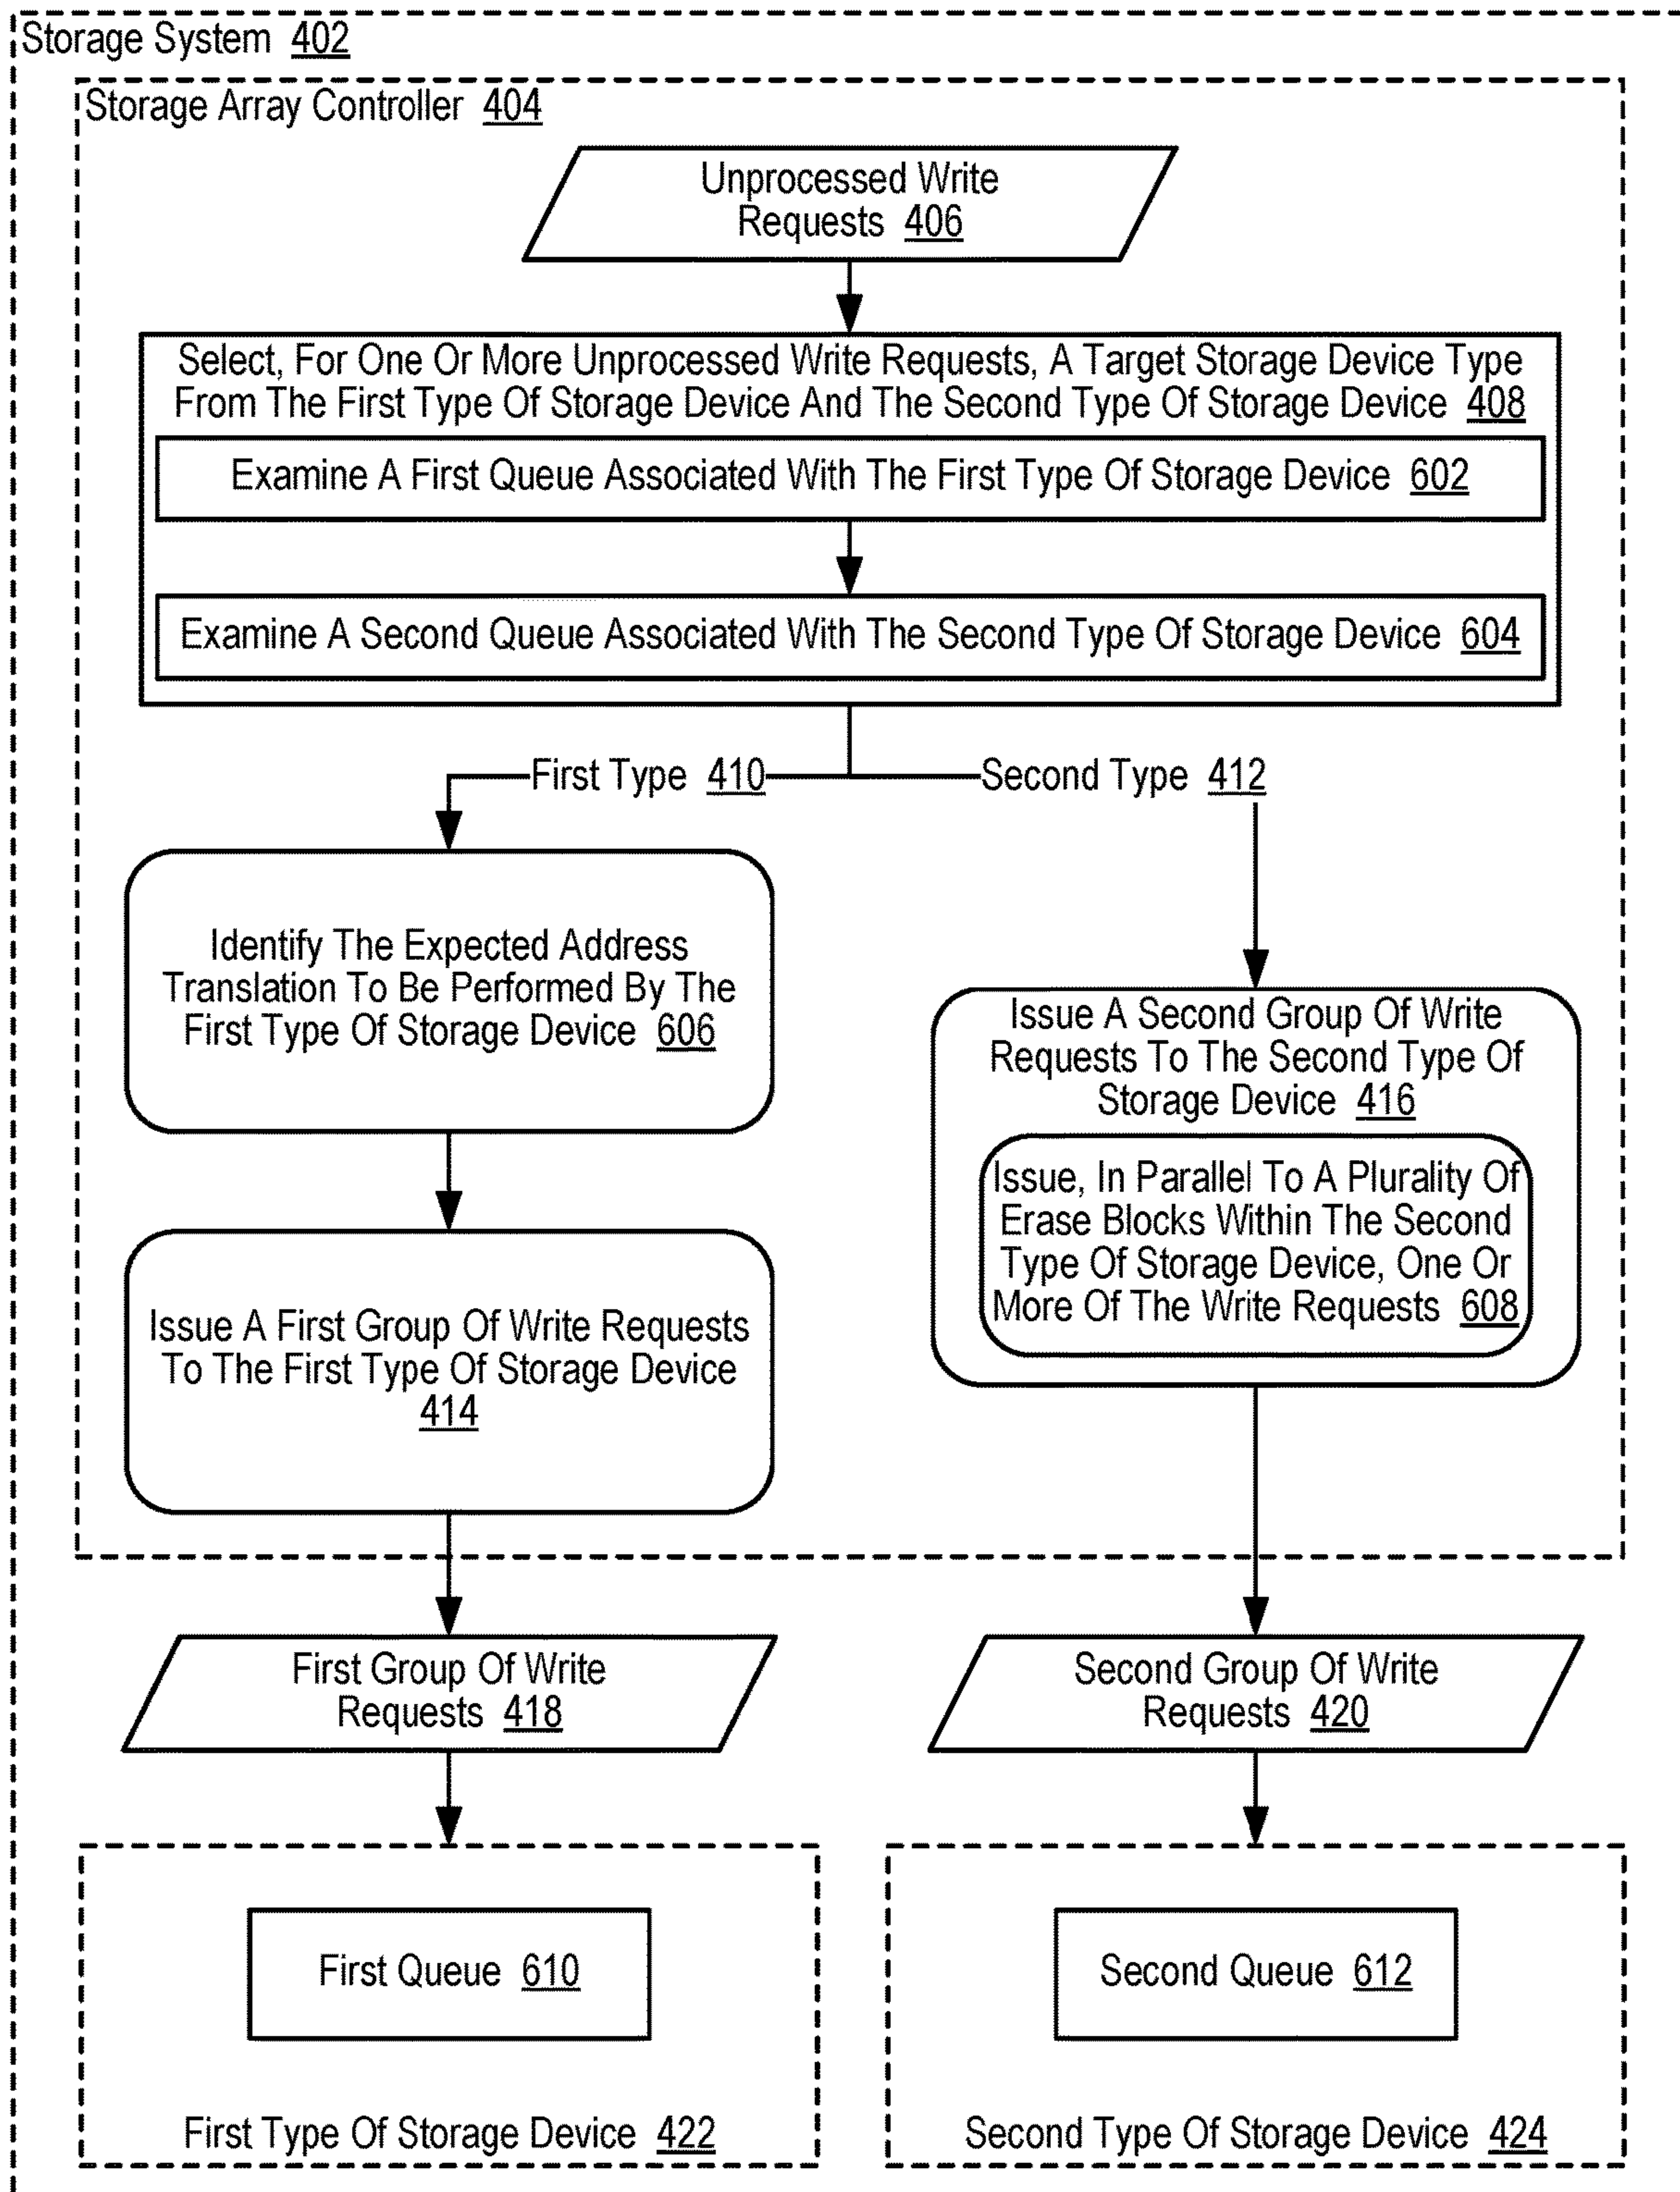 Storage System 402
Storage Array Controller 404
Unprocessed Write
Requests 406
Select, For One Or More Unprocessed Write Requests, A Target Storage Device Type
From The First Type Of Storage Device And The Second Type Of Storage Device 408
Examine A First Queue Associated With The First Type Of Storage Device 602
Examine A Second Queue Associated With The Second Type Of Storage Device 604
First Type 410
Second Type 412
Identify The Expected Address
Translation To Be Performed By The
First Type Of Storage Device 606
Issue A First Group Of Write Requests
To The First Type Of Storage Device
414
Issue A Second Group Of Write
Requests To The Second Type Of
Storage Device 416
Issue, In Parallel To A Plurality Of
Erase Blocks Within The Second
Type Of Storage Device, One Or
More Of The Write Requests 608
First Group Of Write
Requests 418
Second Group Of Write
Requests 420
First Queue 610
Second Queue 612
First Type Of Storage Device 422
Second Type Of Storage Device 424